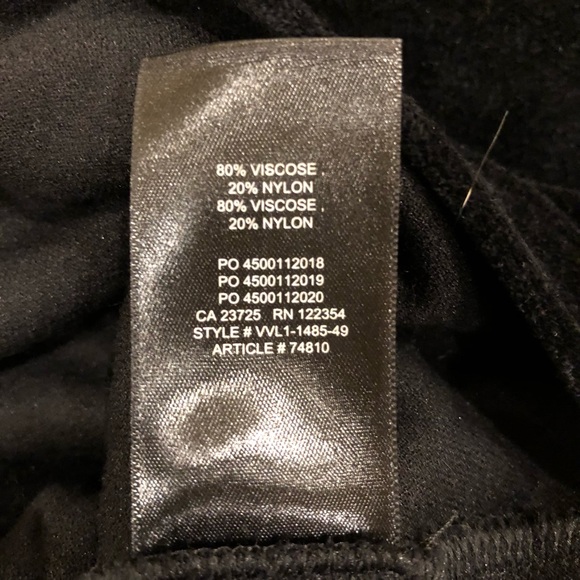 80% VISCOSE ,
20% NYLON
80% VISCOSE ,
20% NYLON
PO 4500112018
PO 4500112019
PO 4500112020
CA 23725 RN 122354
STYLE # VVL1-1485-49
ARTICLE # 74810